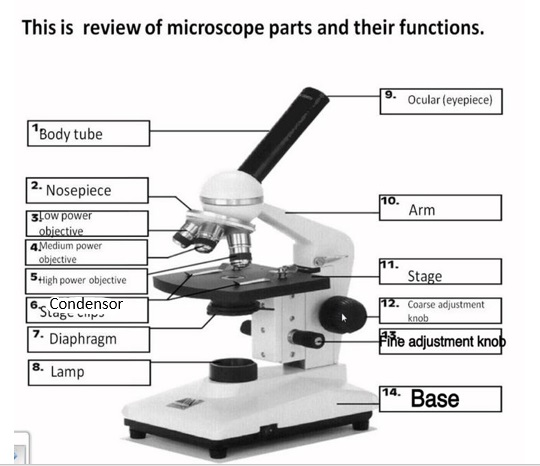 This is review of microscope parts and their functions.
9. Ocular (eyepiece)
1 Body tube
2. Nosepiece
10. Arm
3. Low power
objective
4. Medium power
objective
11. Stage
5. High power objective
6. Condensor
Stage clips
12. Coarse adjustment
knob
7. Diaphragm
13. Fine adjustment knob
8. Lamp
14. Base